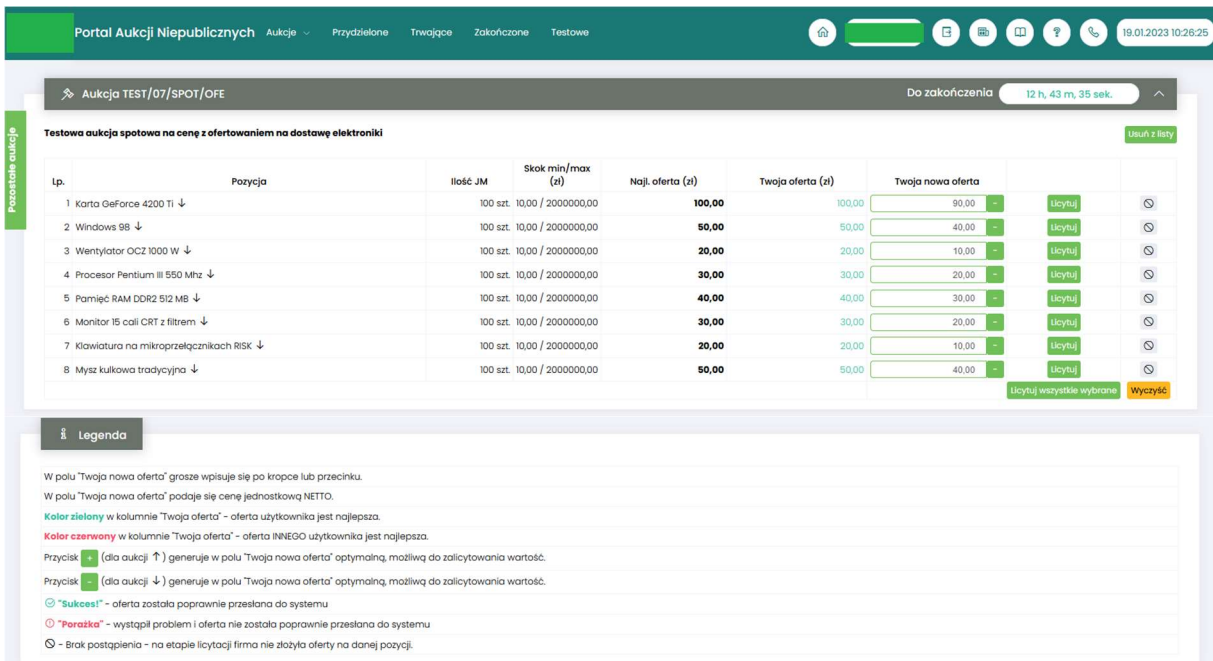 Portal Aukcji Niepublicznych Aukcje Przydzielone Trwające Zakończone Testowe ? 19.01.2023 10:26:25
Aukcja TEST/07/SPOT/OFE Do zakończenia 12 h, 43 m, 35 sek.
Pozostałe aukcje
Testowa aukcja spotowa na cenę z ofertowaniem na dostawę elektroniki Usuń z listy
Lp. Pozycja Ilość JM Skok min/max (zł) Najl. oferta (zł) Twoja oferta (zł) Twoja nowa oferta
1 Karta GeForce 4200 Ti ↓ 100 szt. 10,00 / 2000000,00 100,00 100,00 90,00 - Licytuj
2 Windows 98 ↓ 100 szt. 10,00 / 2000000,00 50,00 50,00 40,00 - Licytuj
3 Wentylator OCZ 1000 W ↓ 100 szt. 10,00 / 2000000,00 20,00 20,00 10,00 - Licytuj
4 Procesor Pentium III 550 Mhz ↓ 100 szt. 10,00 / 2000000,00 30,00 30,00 20,00 - Licytuj
5 Pamięć RAM DDR2 512 MB ↓ 100 szt. 10,00 / 2000000,00 40,00 40,00 30,00 - Licytuj
6 Monitor 15 cali CRT z filtrem ↓ 100 szt. 10,00 / 2000000,00 30,00 30,00 20,00 - Licytuj
7 Klawiatura na mikroprzełącznikach RISK ↓ 100 szt. 10,00 / 2000000,00 20,00 20,00 10,00 - Licytuj
8 Mysz kulkowa tradycyjna ↓ 100 szt. 10,00 / 2000000,00 50,00 50,00 40,00 - Licytuj
Licytuj wszystkie wybrane Wyczyść
Legenda
W polu "Twoja nowa oferta" grosze wpisuje się po kropce lub przecinku.
W polu "Twoja nowa oferta" podaje się cenę jednostkową NETTO.
Kolor zielony w kolumnie "Twoja oferta" - oferta użytkownika jest najlepsza.
Kolor czerwony w kolumnie "Twoja oferta" - oferta INNEGO użytkownika jest najlepsza.
Przycisk + (dla aukcji ↑) generuje w polu "Twoja nowa oferta" optymalną, możliwą do zalicytowania wartość.
Przycisk - (dla aukcji ↓) generuje w polu "Twoja nowa oferta" optymalną, możliwą do zalicytowania wartość.
"Sukces!" - oferta została poprawnie przesłana do systemu
"Porażka" - wystąpił problem i oferta nie została poprawnie przesłana do systemu
- Brak postąpienia - na etapie licytacji firma nie złożyła oferty na danej pozycji.